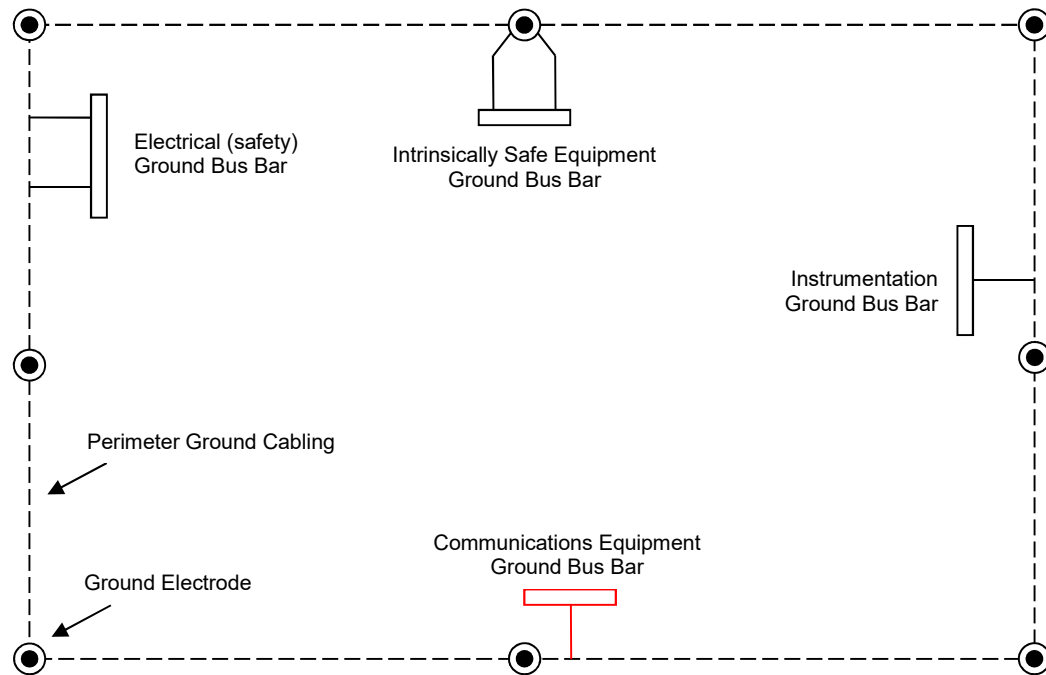 Electrical (safety)
Ground Bus Bar
Intrinsically Safe Equipment
Ground Bus Bar
Instrumentation
Ground Bus Bar
Perimeter Ground Cabling
Communications Equipment
Ground Bus Bar
Ground Electrode